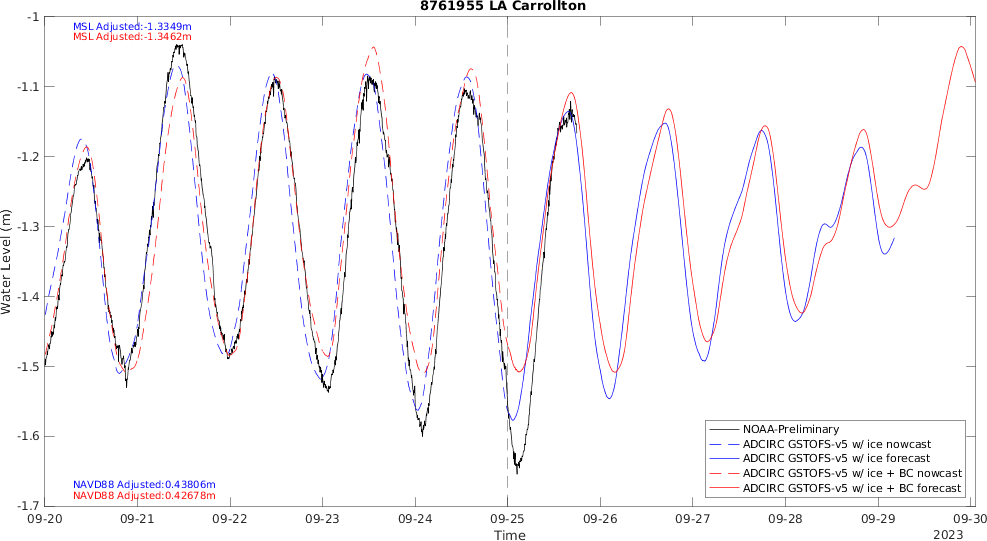 8761955 LA Carrollton
MSL Adjusted:-1.3349m
MSL Adjusted:-1.3462m
-1
-1.1
-1.2
-1.3
-1.4
-1.5
-1.6
-1.7
Water Level (m)
NOAA-Preliminary
ADCIRC GSTOFS-v5 w/ ice nowcast
ADCIRC GSTOFS-v5 w/ ice forecast
ADCIRC GSTOFS-v5 w/ ice + BC nowcast
ADCIRC GSTOFS-v5 w/ ice + BC forecast
NAVD88 Adjusted:0.43806m
NAVD88 Adjusted:0.42678m
09-20 09-21 09-22 09-23 09-24 09-25 09-26 09-27 09-28 09-29 09-30
Time
2023